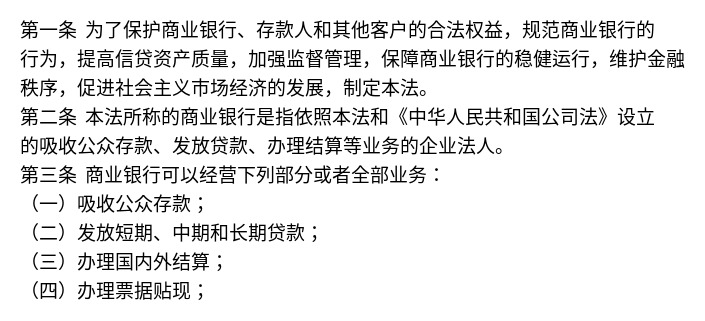 第一条 为了保护商业银行、存款人和其他客户的合法权益，规范商业银行的
行为，提高信贷资产质量，加强监督管理，保障商业银行的稳健运行，维护金融
秩序，促进社会主义市场经济的发展，制定本法。
第二条 本法所称的商业银行是指依照本法和《中华人民共和国公司法》设立
的吸收公众存款、发放贷款、办理结算等业务的企业法人。
第三条 商业银行可以经营下列部分或者全部业务：
（一）吸收公众存款；
（二）发放短期、中期和长期贷款；
（三）办理国内外结算；
（四）办理票据贴现；